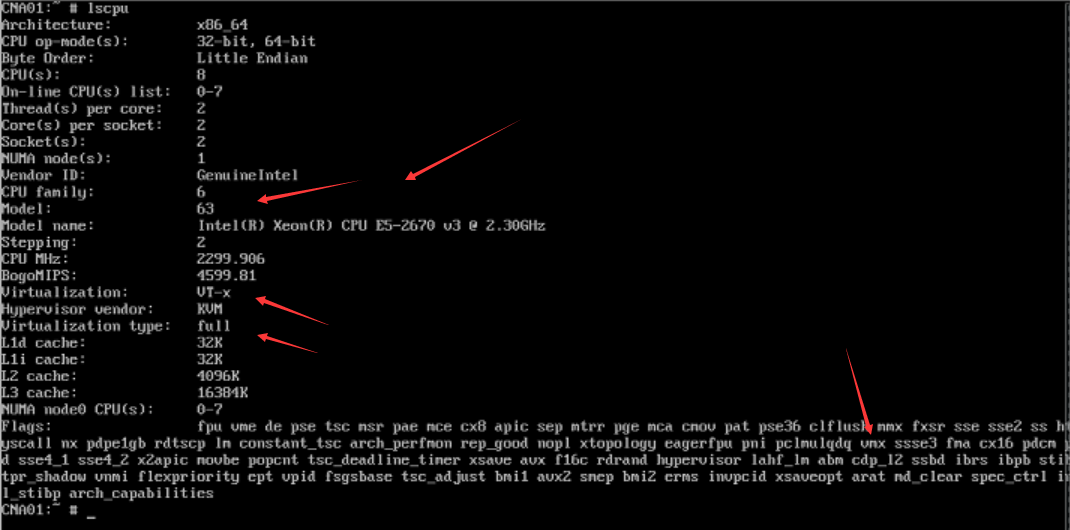 CNA01:~ # lscpu
Architecture: x86_64
CPU op-mode(s): 32-bit, 64-bit
Byte Order: Little Endian
CPU(s): 8
On-line CPU(s) list: 0-7
Thread(s) per core: 2
Core(s) per socket: 2
Socket(s): 2
NUMA node(s): 1
Vendor ID: GenuineIntel
CPU family: 6
Model: 63
Model name: Intel(R) Xeon(R) CPU E5-2670 v3 @ 2.30GHz
Stepping: 2
CPU MHz: 2299.906
BogoMIPS: 4599.81
Virtualization: VT-x
Hypervisor vendor: KVM
Virtualization type: full
L1d cache: 32K
L1i cache: 32K
L2 cache: 4096K
L3 cache: 16384K
NUMA node0 CPU(s): 0-7
Flags: fpu vme de pse tsc msr pae mce cx8 apic sep mtrr pge mca cmov pat pse36 clflush mmx fxsr sse sse2 ss ht
yscall nx pdpe1gb rdtscp lm constant_tsc arch_perfmon rep_good nopl xtopology eagerfpu pni pclmulqdq vmx ssse3 fma cx16 pdcm
d sse4_1 sse4_2 x2apic movbe popcnt tsc_deadline_timer xsave avx f16c rdrand hypervisor lahf_lm abm cdp_l2 ssbd ibrs ibpb stib
tpr_shadow vnmi flexpriority ept vpid fsgsbase tsc_adjust bmi1 avx2 smep bmi2 erms invpcid xsaveopt arat md_clear spec_ctrl in
l_stibp arch_capabilities
CNA01:~ # _